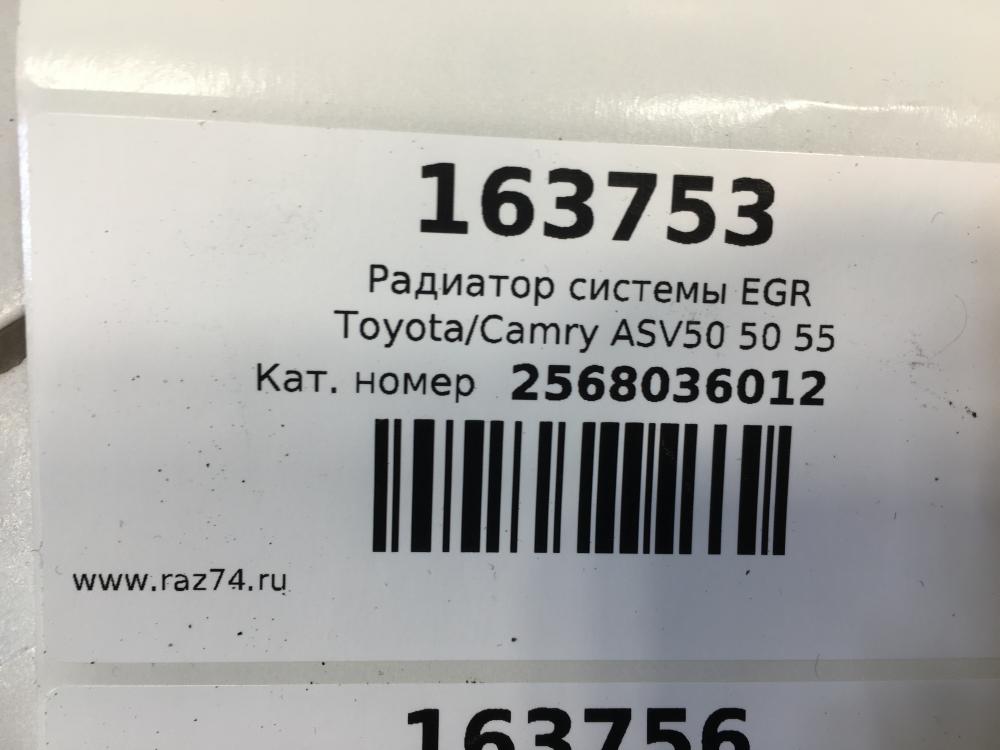 163753
Радиатор системы EGR
Toyota/Camry ASV50 50 55
Кат. номер 2568036012
www.raz74.ru
163756